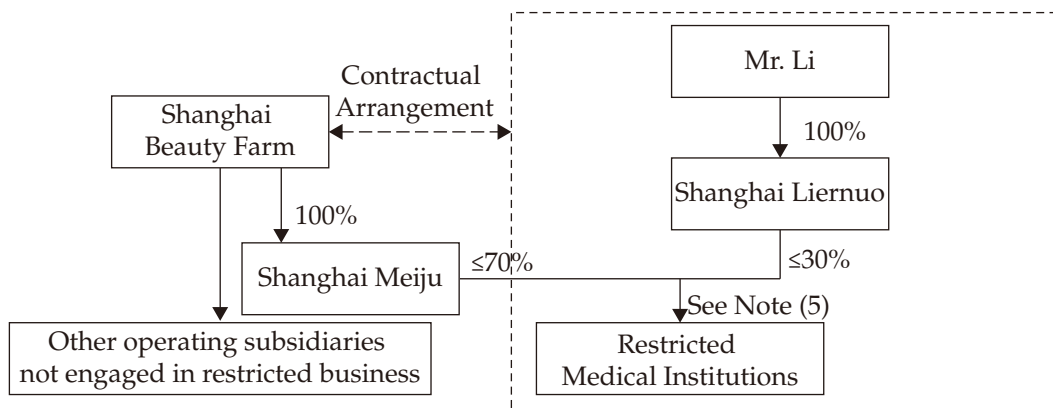 Mr. Li
Contractual
Arrangement
Shanghai
Beauty Farm
100%
Shanghai Liernuo
100%
Shanghai Meiju
≤70%
≤30%
See Note (5)
Other operating subsidiaries
not engaged in restricted business
Restricted
Medical Institutions